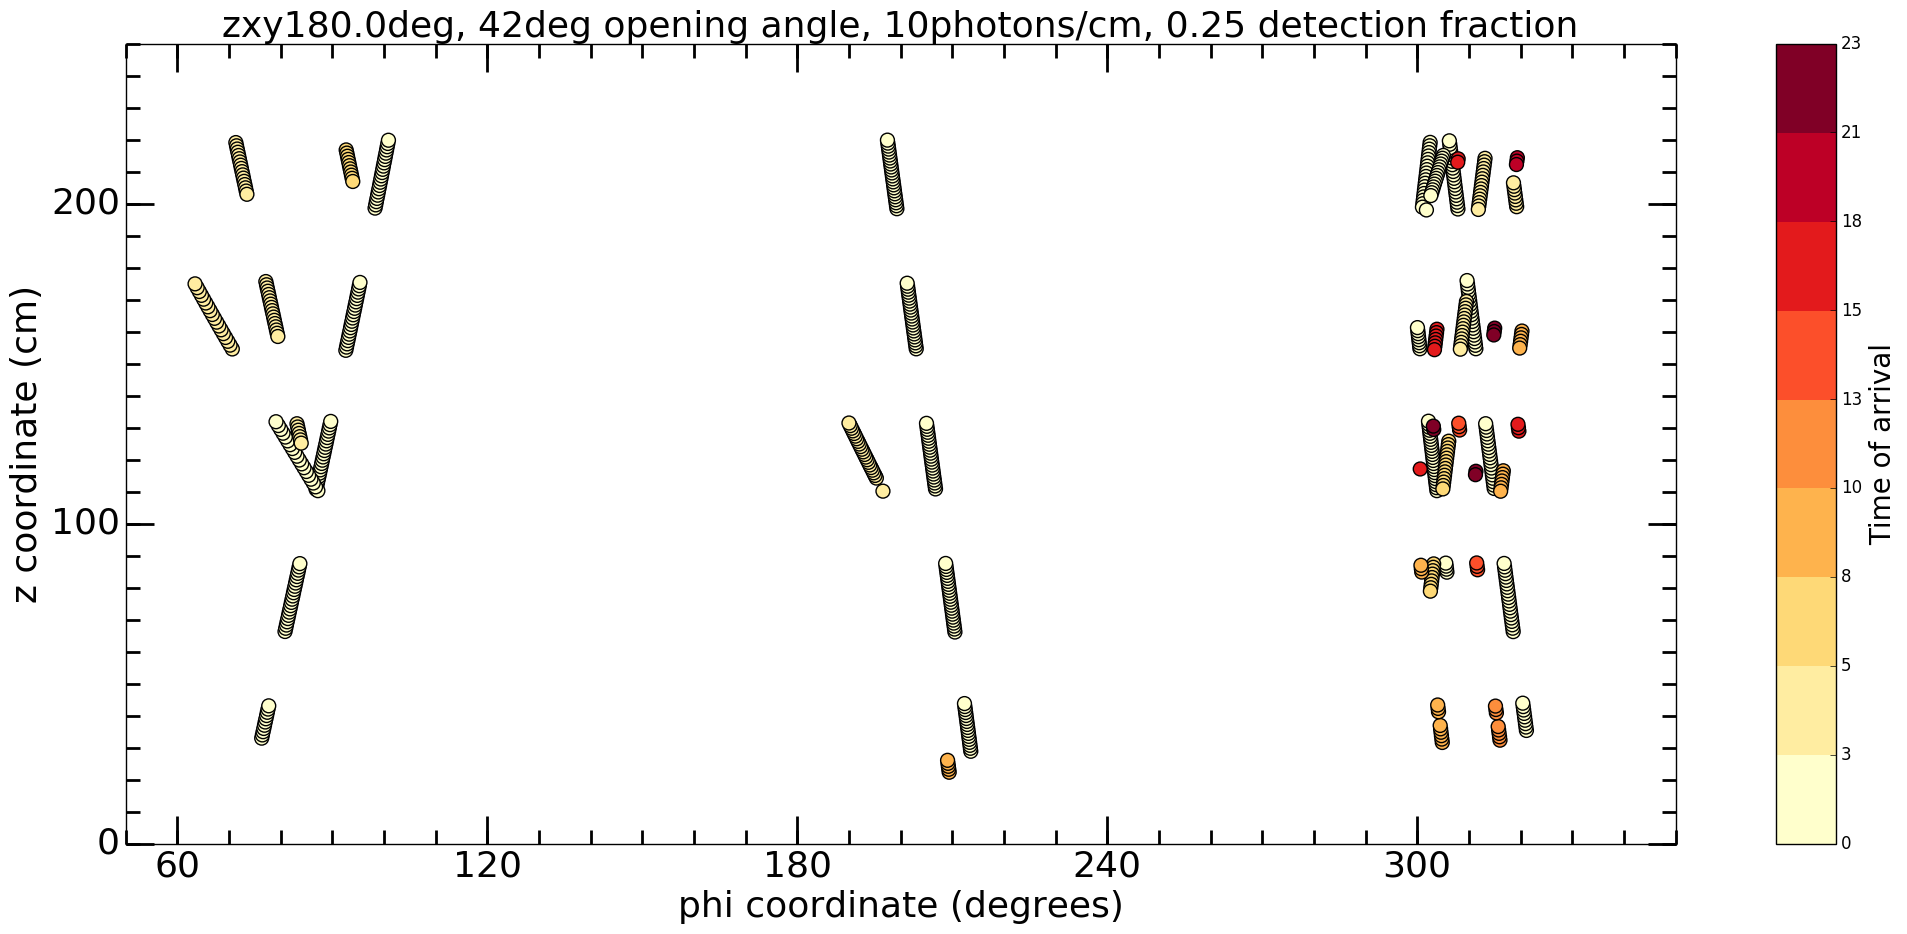 zxy180.0deg, 42deg opening angle, 10photons/cm, 0.25 detection fraction
z coordinate (cm)
200
100
0
60 120 180 240 300
phi coordinate (degrees)
23
21
18
15
13
10
8
5
3
0
Time of arrival